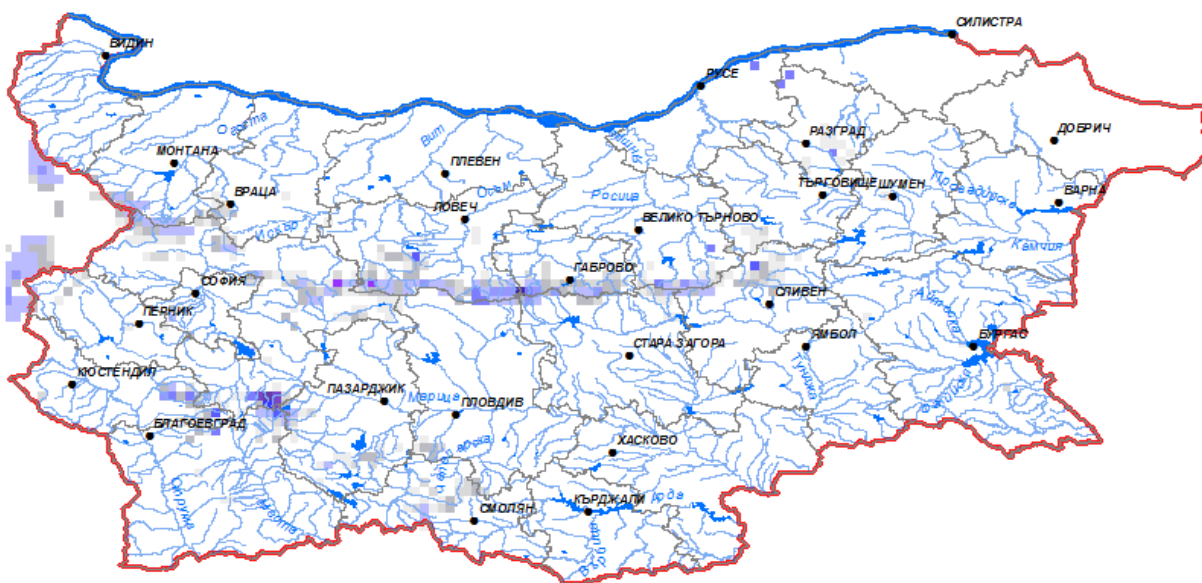 СИЛИСТРА
ВИДИН
РУСЕ
Огоста
Вит
РАЗГРАД
ДОБРИЧ
МОНТАНА
ПЛЕВЕН
Осъм
ВРАЦА
Росица
ТЪРГОВИЩЕ
ШУМЕН
ВАРНА
ЛОВЕЧ
ВЕЛИКО ТЪРНОВО
Искър
Камчия
СОФИЯ
ГАБРОВО
СЛИВЕН
ПЕРНИК
ЯМБОЛ
БУРГАС
СТАРА ЗАГОРА
КЮСТЕНДИЛ
ПАЗАРДЖИК
Марица
ПЛОВДИВ
Тунджа
БЛАГОЕВГРАД
ХАСКОВО
Струма
Места
СМОЛЯН
КЪРДЖАЛИ